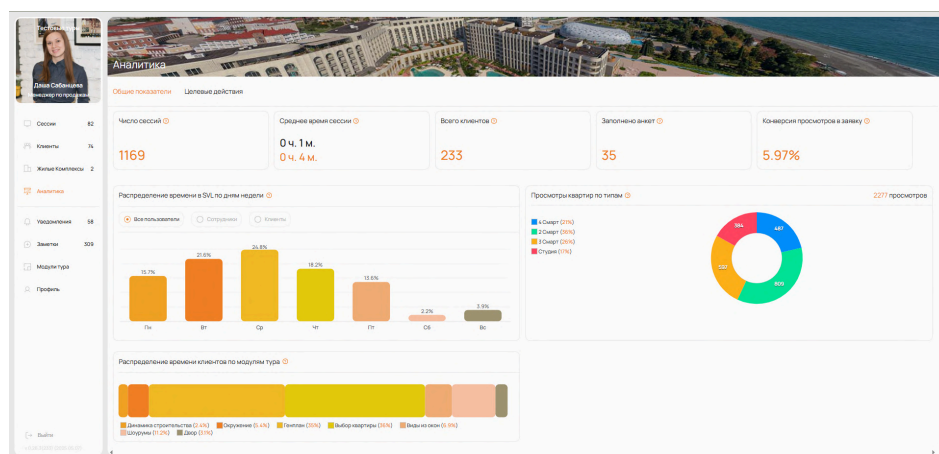 Тестовый
Даша Сабанцева
менеджер по продажам
Сессии 82
Клиенты 74
Жилые Комплексы 2
Аналитика
Уведомления 58
Заметки 309
Модули тура
Профиль
Выйти
Аналитика
Общие показатели Целевые действия
Число сессий
1169
Среднее время сессии
0 ч. 1 м.
0 ч. 4 м.
Всего клиентов
233
Заполнено анкет
35
Конверсия просмотров в заявку
5.97%
Распределение времени в SVL по дням недели
Все пользователи Сотрудники Клиенты
15.7% 21.6% 24.8% 18.2% 13.6% 2.2% 3.9%
Пн Вт Ср Чт Пт Сб Вс
Просмотры квартир по типам 2277 просмотров
4 Смарт (21%)
2 Смарт (36%)
3 Смарт (26%)
Студия (17%)
384 487
597
809
Распределение времени клиентов по модулям тура
Динамика строительства (2.4%) Окружение (5.4%) Генплан (35%) Выбор квартиры (36%) Виды из окон (6.9%)
Шоурумы (11.2%) Двор (3.1%)